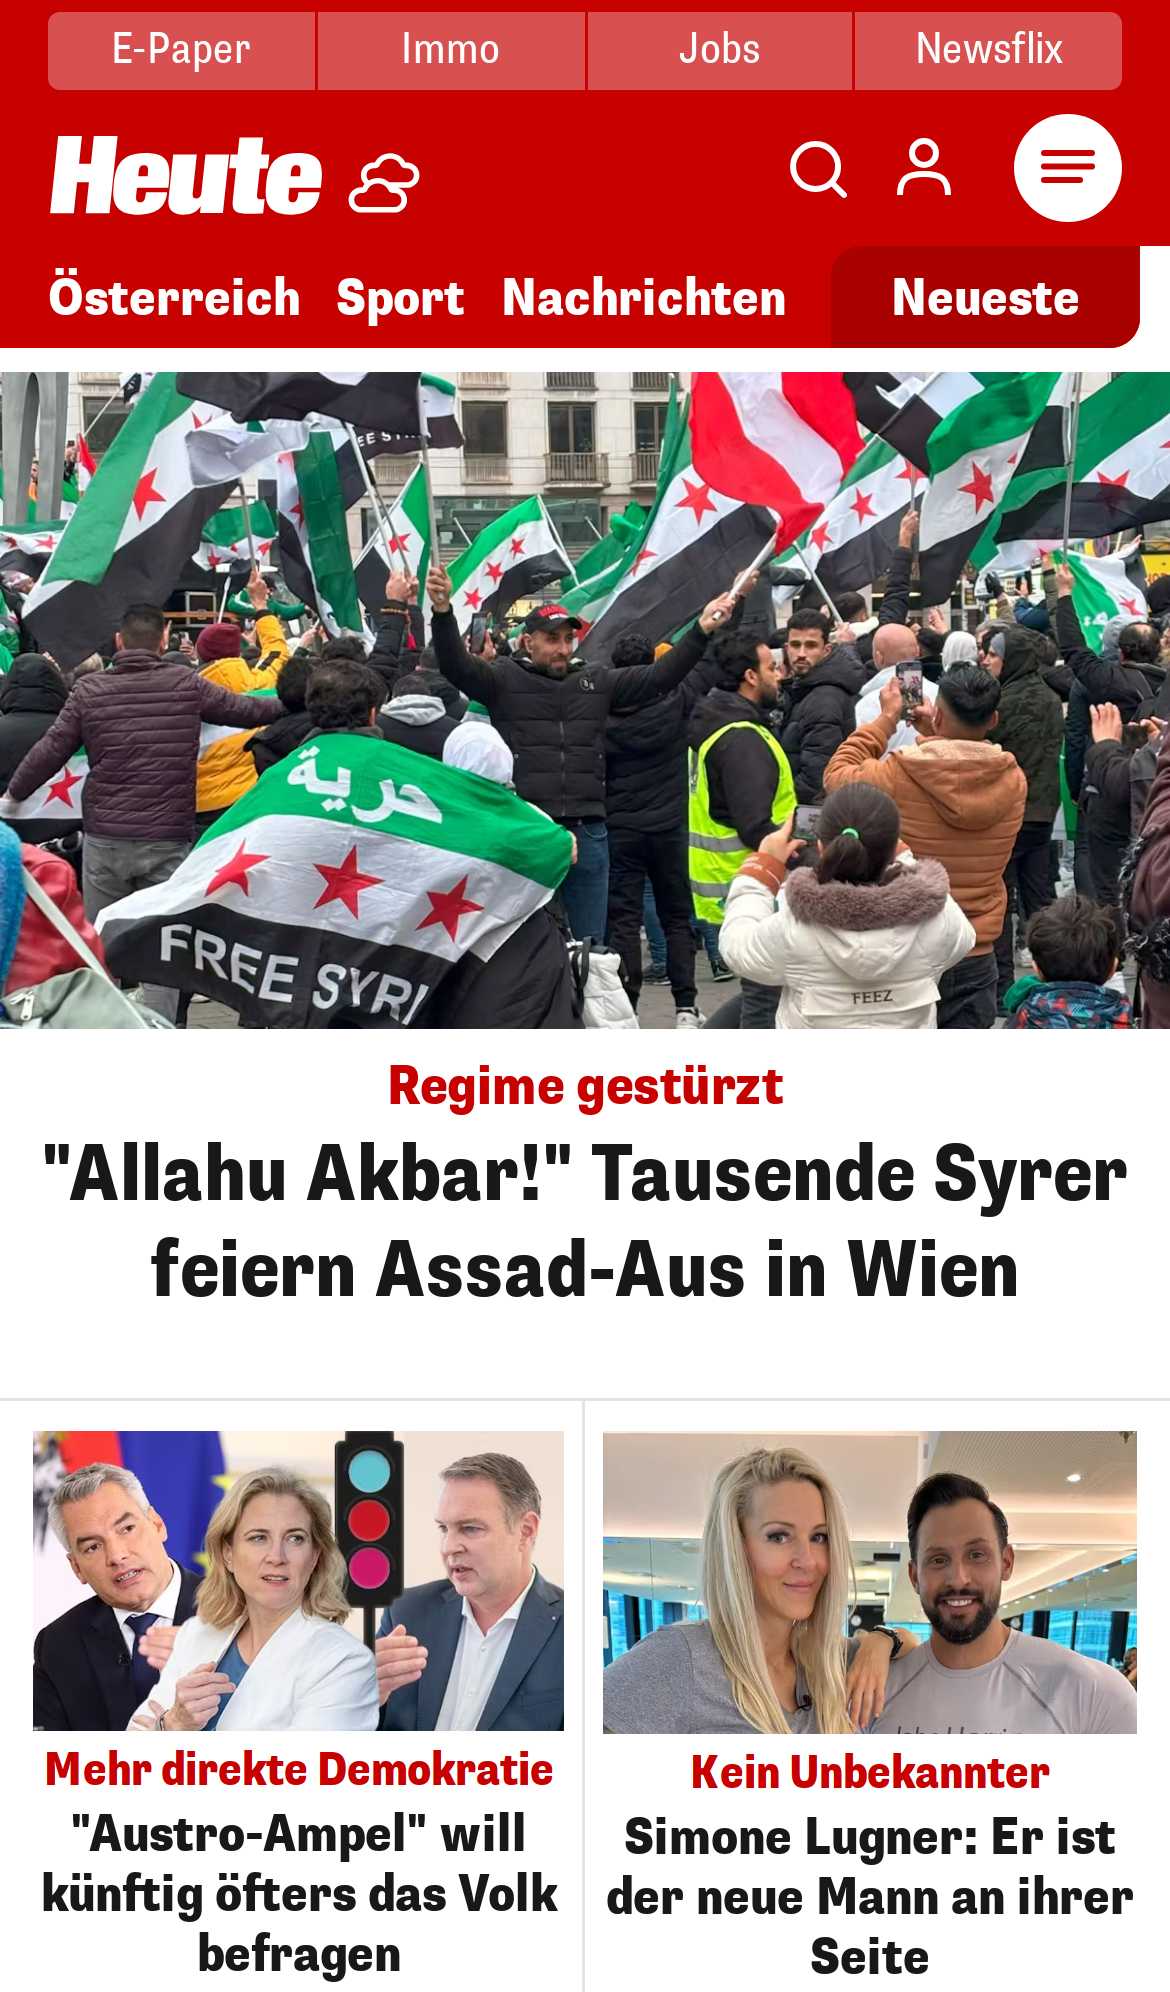 E-Paper
Immo
Jobs
Newsflix
Heute
Österreich
Sport
Nachrichten
Neueste
حرية
FREE SYRI
FEEZ
Regime gestürzt
"Allahu Akbar!" Tausende Syrer
feiern Assad-Aus in Wien
Mehr direkte Demokratie
"Austro-Ampel" will
künftig öfters das Volk
befragen
Kein Unbekannter
Simone Lugner: Er ist
der neue Mann an ihrer
Seite